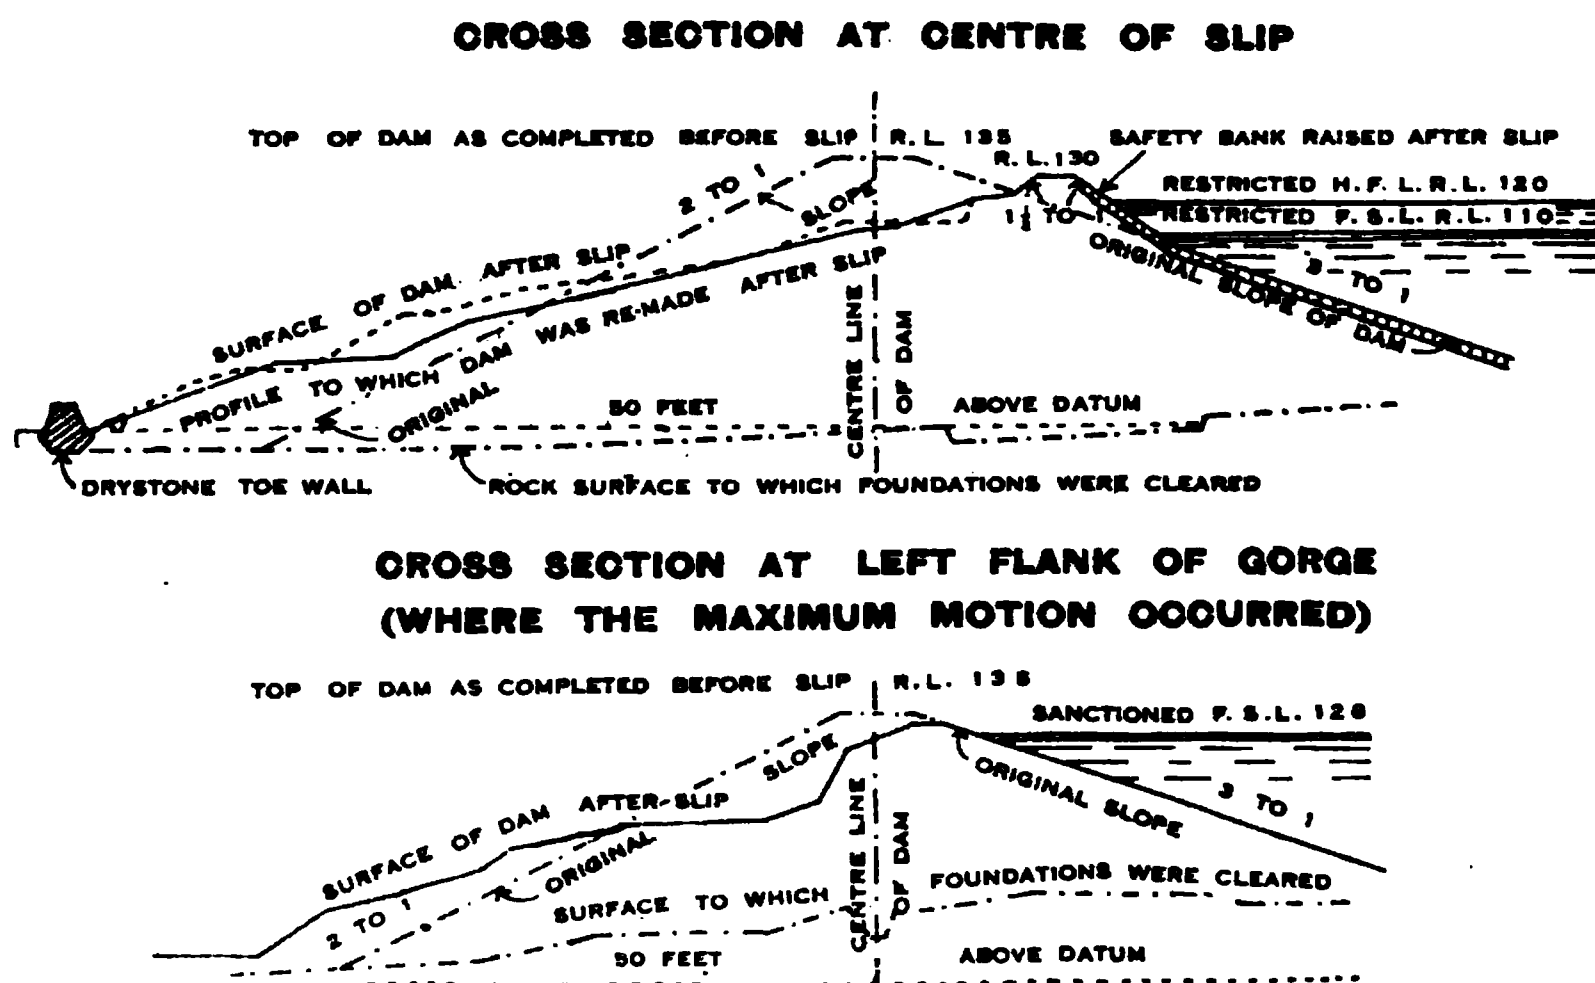 CROSS SECTION AT CENTRE OF SLIP
TOP OF DAM AS COMPLETED BEFORE SLIP R.L. 135
SAFETY BANK RAISED AFTER SLIP
R.L. 130
2 TO 1
SLOPE
RESTRICTED H.F.L. R.L. 120
1½ TO 1
RESTRICTED F.S.L. R.L. 110
SURFACE OF DAM AFTER SLIP
ORIGINAL SLOPE OF DAM
3 TO 1
PROFILE TO WHICH DAM WAS RE-MADE AFTER SLIP
CENTRE LINE OF DAM
ORIGINAL
50 FEET ABOVE DATUM
DRYSTONE TOE WALL
ROCK SURFACE TO WHICH FOUNDATIONS WERE CLEARED
CROSS SECTION AT LEFT FLANK OF GORGE
(WHERE THE MAXIMUM MOTION OCCURRED)
TOP OF DAM AS COMPLETED BEFORE SLIP R.L. 135
SANCTIONED F.S.L.
SLOPE
ORIGINAL SLOPE
3 TO 1
SURFACE OF DAM AFTER SLIP
CENTRE LINE OF DAM
ORIGINAL
2 TO 1
SURFACE TO WHICH FOUNDATIONS WERE CLEARED
50 FEET ABOVE DATUM